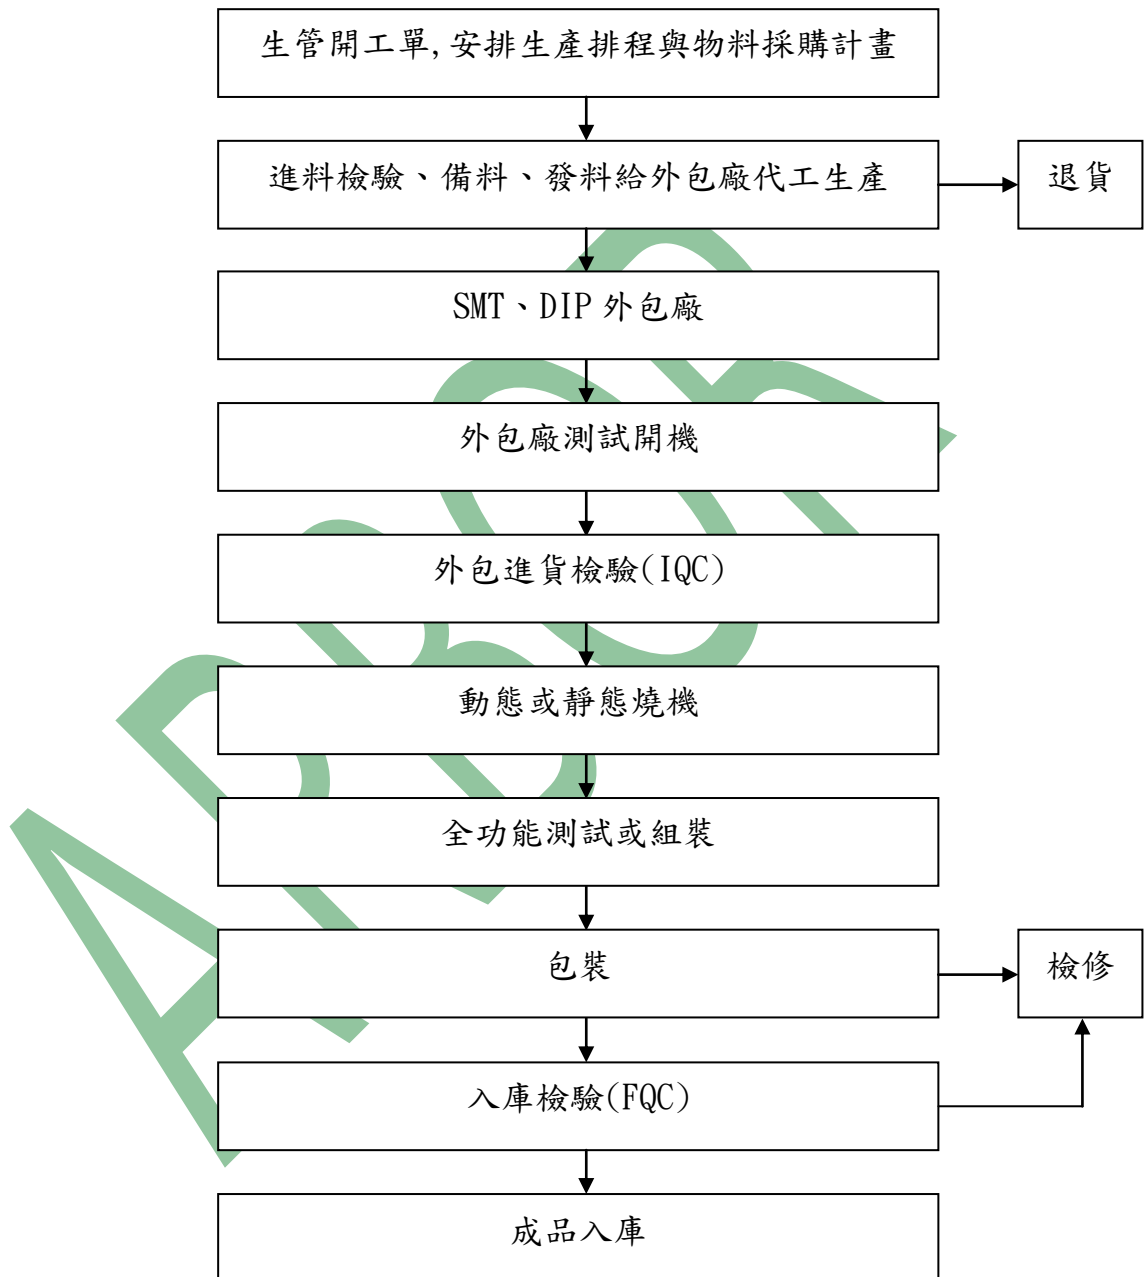 生管開工單,安排生產排程與物料採購計畫
進料檢驗、備料、發料給外包廠代工生產
退貨
SMT、DIP 外包廠
外包廠測試開機
外包進貨檢驗(IQC)
動態或靜態燒機
全功能測試或組裝
包裝
檢修
入庫檢驗(FQC)
成品入庫